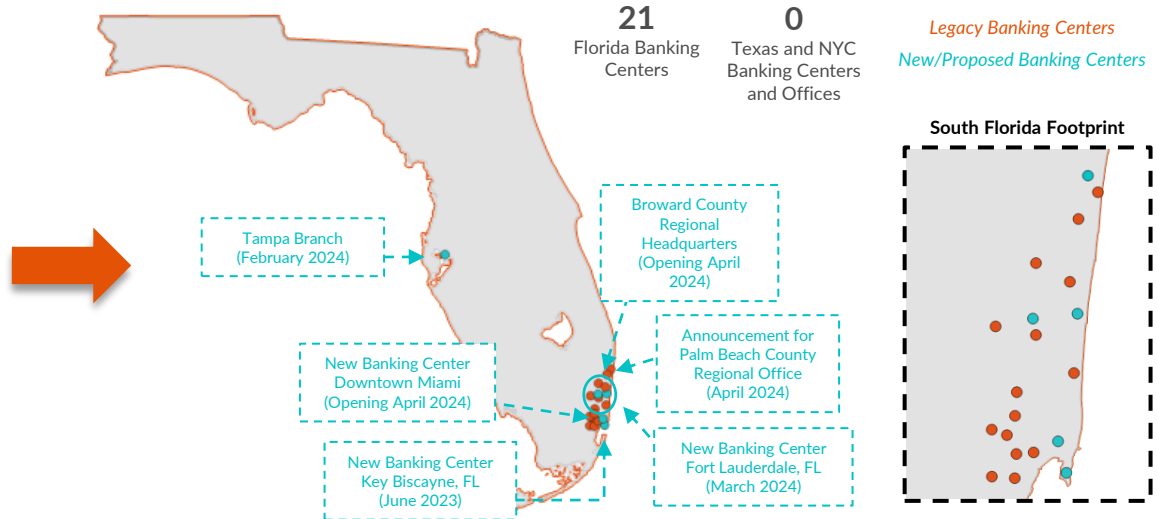 21
Florida Banking
Centers
0
Texas and NYC
Banking Centers
and Offices
Legacy Banking Centers
New/Proposed Banking Centers
South Florida Footprint
Tampa Branch
(February 2024)
Broward County
Regional
Headquarters
(Opening April
2024)
Announcement for
Palm Beach County
Regional Office
(April 2024)
New Banking Center
Downtown Miami
(Opening April 2024)
New Banking Center
Fort Lauderdale, FL
(March 2024)
New Banking Center
Key Biscayne, FL
(June 2023)